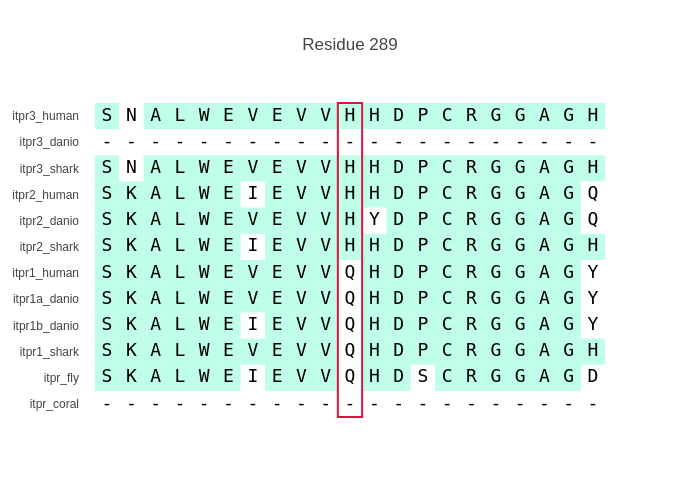 Residue 289
itpr3_human S N A L W E V E V V H H D P C R G G A G H
itpr3_danio - - - - - - - - - - - - - - - - - - - - -
itpr3_shark S N A L W E V E V V H H D P C R G G A G H
itpr2_human S K A L W E I E V V H H D P C R G G A G Q
itpr2_danio S K A L W E V E V V H Y D P C R G G A G Q
itpr2_shark S K A L W E I E V V H H D P C R G G A G H
itpr1_human S K A L W E V E V V Q H D P C R G G A G Y
itpr1a_danio S K A L W E V E V V Q H D P C R G G A G Y
itpr1b_danio S K A L W E I E V V Q H D P C R G G A G Y
itpr1_shark S K A L W E V E V V Q H D P C R G G A G H
itpr_fly S K A L W E I E V V Q H D S C R G G A G D
itpr_coral - - - - - - - - - - - - - - - - - - - - -